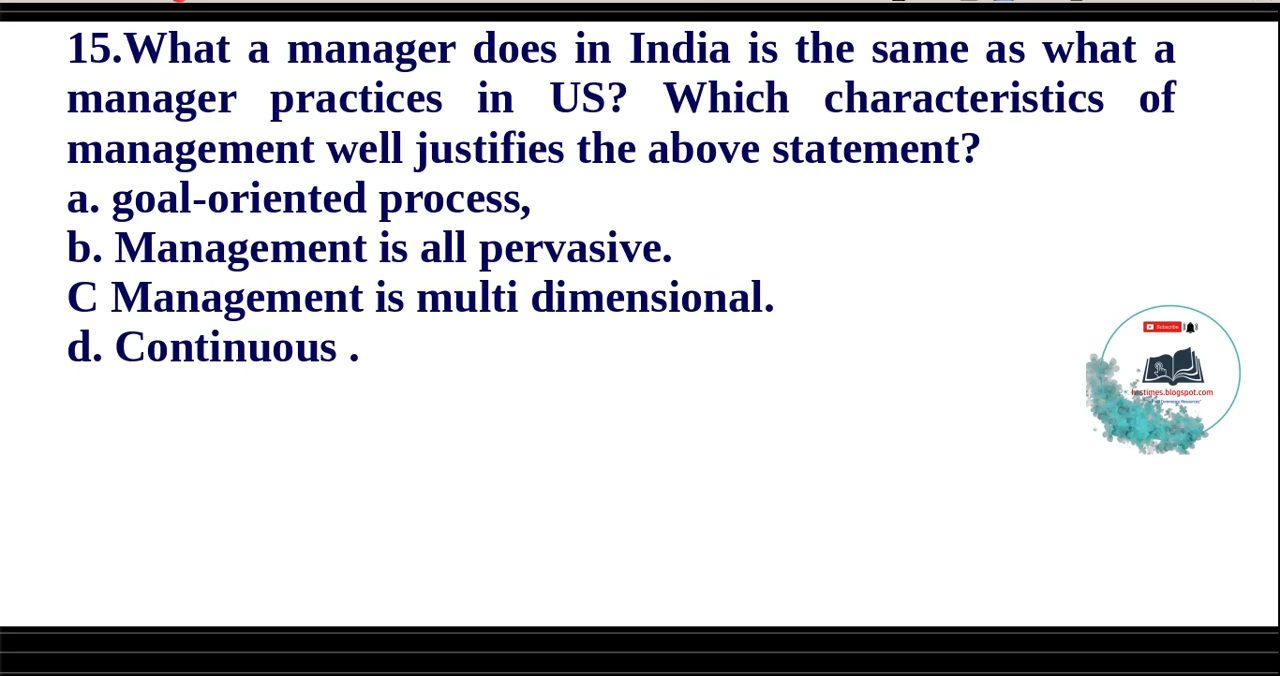 15.What a manager does in India is the same as what a
manager practices in US? Which characteristics of
management well justifies the above statement?
a. goal-oriented process,
b. Management is all pervasive.
C Management is multi dimensional.
d. Continuous .
Subscribe